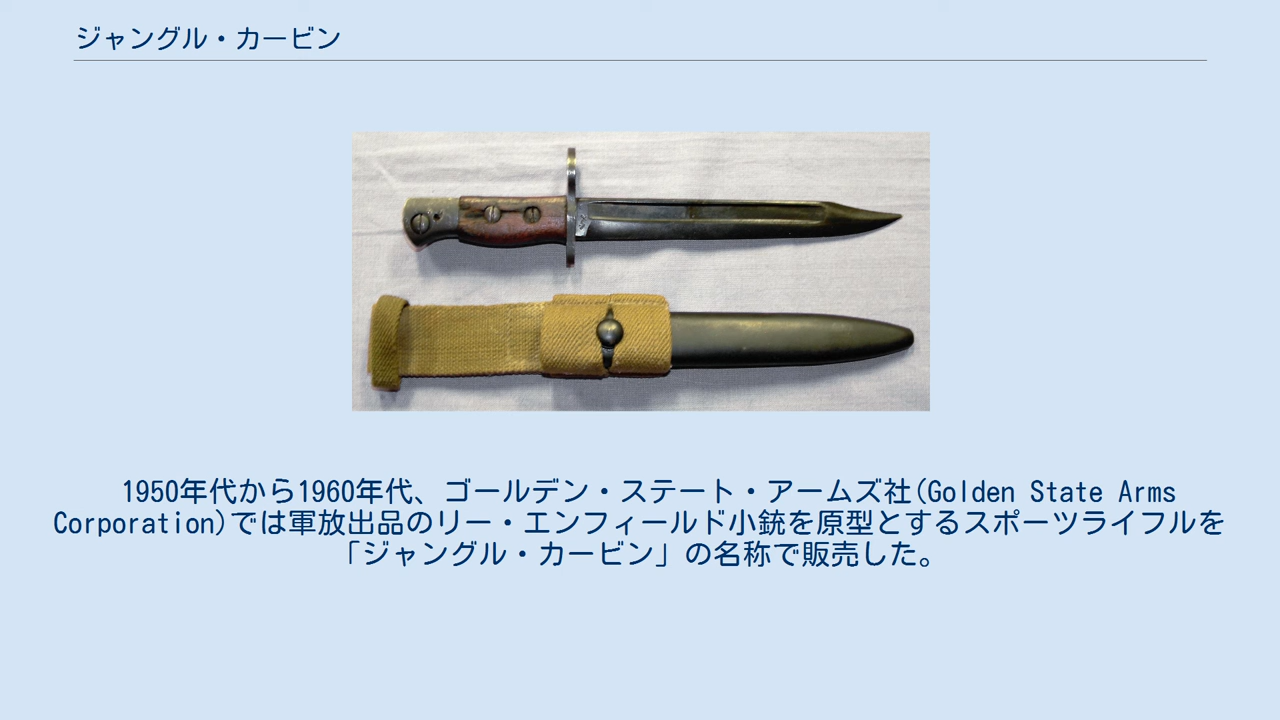 ジャングル・カービン
1950年代から1960年代、ゴールデン・ステート・アームズ社(Golden State Arms
Corporation)では軍放出品のリー・エンフィールド小銃を原型とするスポーツライフルを
「ジャングル・カービン」の名称で販売した。